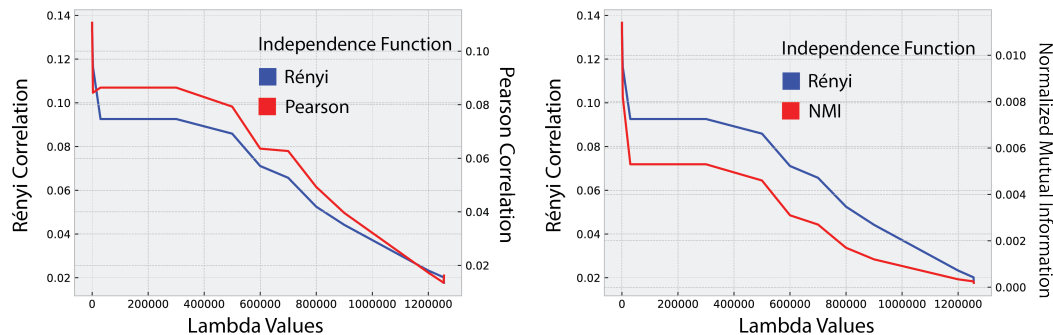 0.14
0.12
0.10
0.08
0.06
0.04
0.02
Rényi Correlation
Independence Function
Rényi
Pearson
0.10
0.08
0.06
0.04
0.02
Pearson Correlation
0 200000 400000 600000 800000 1000000 1200000
Lambda Values
0.14
0.12
0.10
0.08
0.06
0.04
0.02
Rényi Correlation
Independence Function
Rényi
NMI
0.010
0.008
0.006
0.004
0.002
0.000
Normalized Mutual Information
0 200000 400000 600000 800000 1000000 1200000
Lambda Values